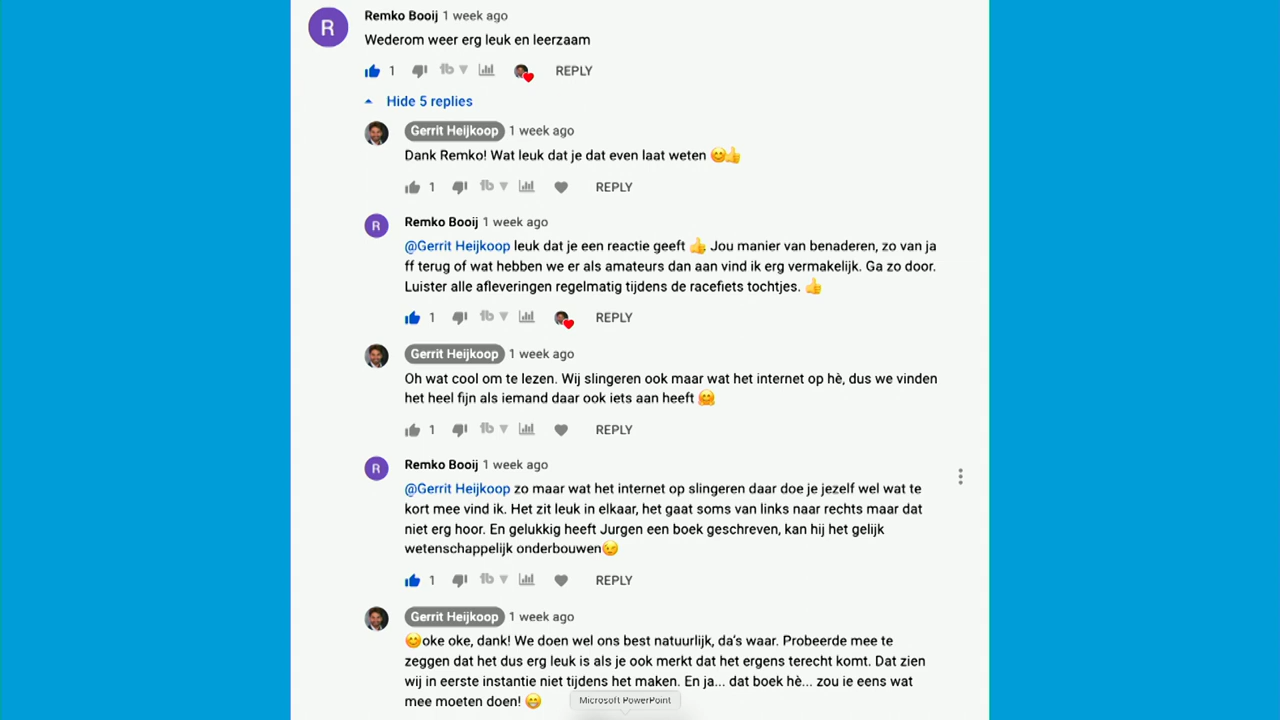 R
Remko Booij 1 week ago
Wederom weer erg leuk en leerzaam
1 REPLY
Hide 5 replies
Gerrit Heijkoop 1 week ago
Dank Remko! Wat leuk dat je dat even laat weten 😊👍
1 REPLY
R
Remko Booij 1 week ago
@Gerrit Heijkoop leuk dat je een reactie geeft 👍 Jou manier van benaderen, zo van ja
ff terug of wat hebben we er als amateurs dan aan vind ik erg vermakelijk. Ga zo door.
Luister alle afleveringen regelmatig tijdens de racefiets tochtjes. 👍
1 REPLY
Gerrit Heijkoop 1 week ago
Oh wat cool om te lezen. Wij slingeren ook maar wat het internet op hè, dus we vinden
het heel fijn als iemand daar ook iets aan heeft 🤗
1 REPLY
R
Remko Booij 1 week ago
@Gerrit Heijkoop zo maar wat het internet op slingeren daar doe je jezelf wel wat te
kort mee vind ik. Het zit leuk in elkaar, het gaat soms van links naar rechts maar dat
niet erg hoor. En gelukkig heeft Jurgen een boek geschreven, kan hij het gelijk
wetenschappelijk onderbouwen😉
1 REPLY
Gerrit Heijkoop 1 week ago
😊oke oke, dank! We doen wel ons best natuurlijk, da's waar. Probeerde mee te
zeggen dat het dus erg leuk is als je ook merkt dat het ergens terecht komt. Dat zien
wij in eerste instantie niet tijdens het maken. En ja... dat boek hè... zou ie eens wat
mee moeten doen! 😁
Microsoft PowerPoint